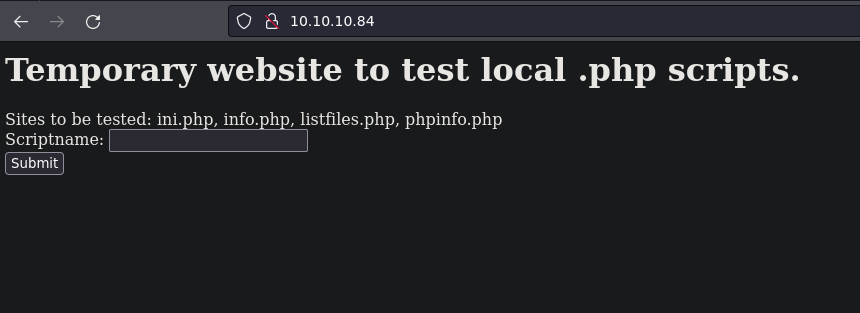 10.10.10.84
Temporary website to test local .php scripts.
Sites to be tested: ini.php, info.php, listfiles.php, phpinfo.php
Scriptname:
Submit